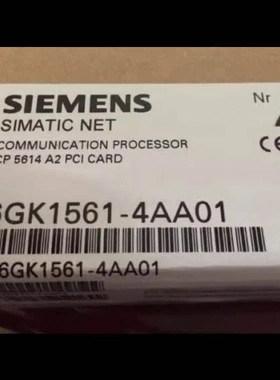 SIEMENS
Nr
SIMATIC NET
COMMUNICATION PROCESSOR
CP 5614 A2 PCI CARD
6GK1561-4AA01
6GK1561-4AA01